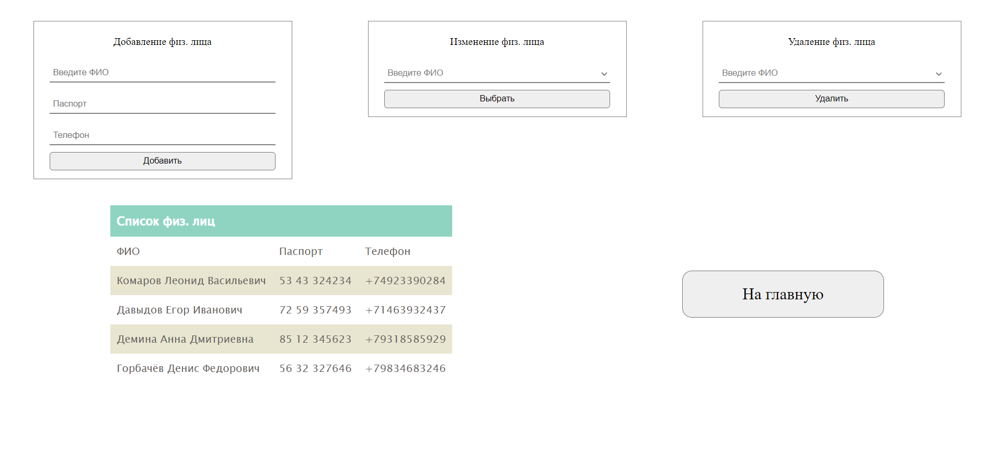 Добавление физ. лица
Введите ФИО
Паспорт
Телефон
Добавить
Изменение физ. лица
Введите ФИО
Выбрать
Удаление физ. лица
Введите ФИО
Удалить
Список физ. лиц
ФИО Паспорт Телефон
Комаров Леонид Васильевич 53 43 324234 +74923390284
Давыдов Егор Иванович 72 59 357493 +71463932437
Демина Анна Дмитриевна 85 12 345623 +79318585929
Горбачёв Денис Федорович 56 32 327646 +79834683246
На главную